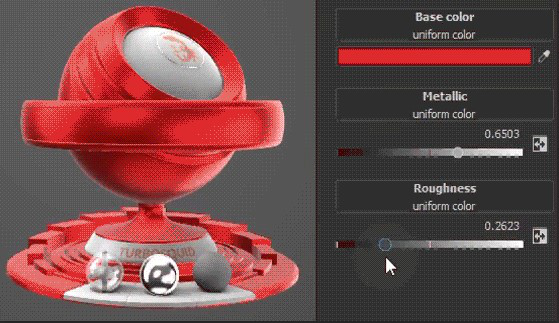 Base color
uniform color
Metallic
uniform color
0.6503
Roughness
uniform color
0.2623
TURBOSQUID